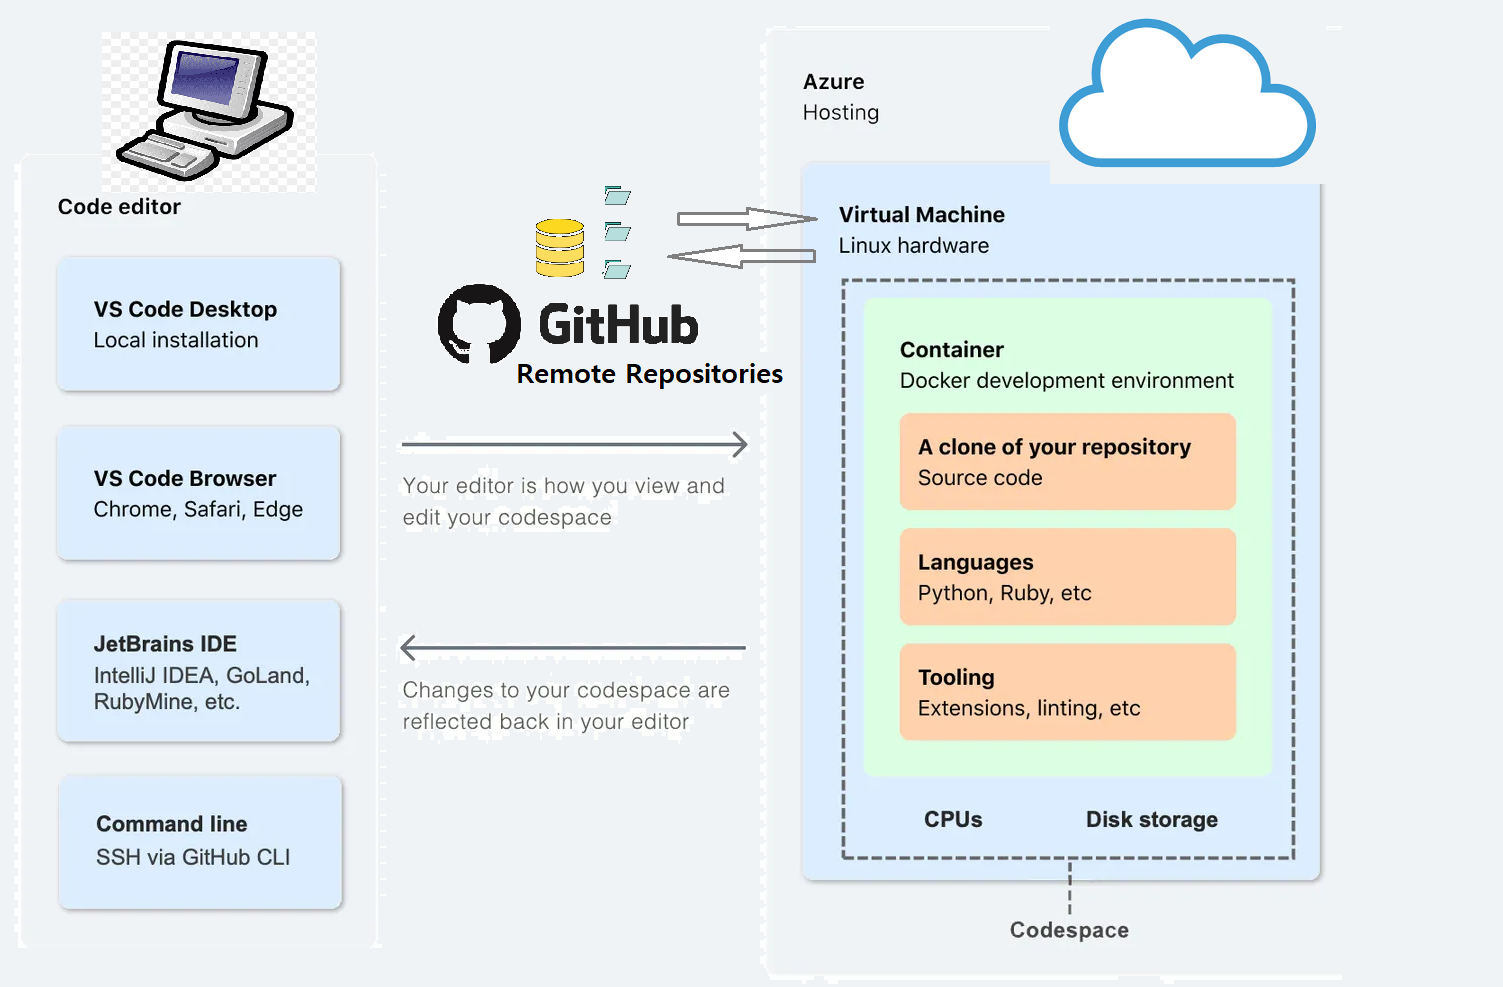 Code editor
VS Code Desktop
Local installation
VS Code Browser
Chrome, Safari, Edge
JetBrains IDE
IntelliJ IDEA, GoLand,
RubyMine, etc.
Command line
SSH via GitHub CLI
GitHub
Remote Repositories
Your editor is how you view and
edit your codespace
Changes to your codespace are
reflected back in your editor
Azure
Hosting
Virtual Machine
Linux hardware
Container
Docker development environment
A clone of your repository
Source code
Languages
Python, Ruby, etc
Tooling
Extensions, linting, etc
CPUs
Disk storage
Codespace